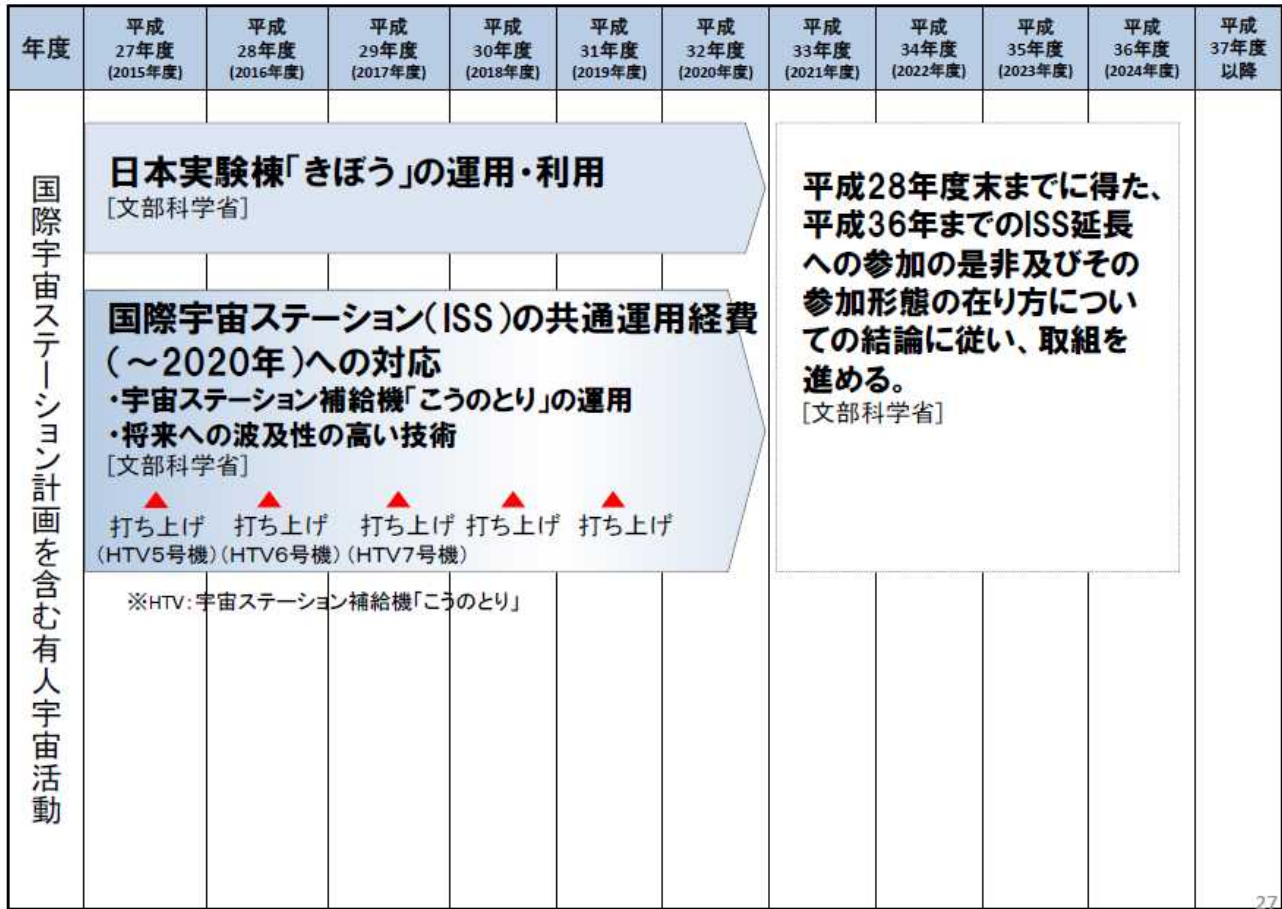 年度
平成
27年度
(2015年度)
平成
28年度
(2016年度)
平成
29年度
(2017年度)
平成
30年度
(2018年度)
平成
31年度
(2019年度)
平成
32年度
(2020年度)
平成
33年度
(2021年度)
平成
34年度
(2022年度)
平成
35年度
(2023年度)
平成
36年度
(2024年度)
平成
37年度
以降
国際宇宙ステーション計画を含む有人宇宙活動
日本実験棟「きぼう」の運用・利用
[文部科学省]
国際宇宙ステーション(ISS)の共通運用経費
(～2020年)への対応
・宇宙ステーション補給機「こうのとり」の運用
・将来への波及性の高い技術
[文部科学省]
打ち上げ 打ち上げ 打ち上げ 打ち上げ 打ち上げ
(HTV5号機)(HTV6号機)(HTV7号機)
※HTV:宇宙ステーション補給機「こうのとり」
平成28年度末までに得た、
平成36年までのISS延長
への参加の是非及びその
参加形態の在り方につい
ての結論に従い、取組を
進める。
[文部科学省]
27